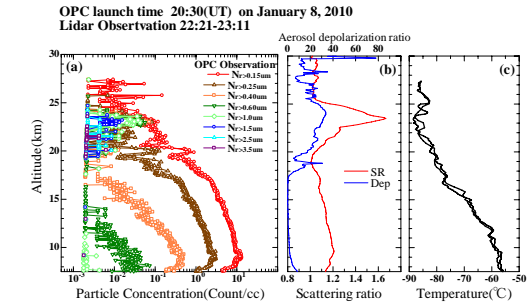 OPC launch time 20:30(UT) on January 8, 2010
Lidar Obsertvation 22:21-23:11
Aerosol depolarization ratio
0 20 40 60 80
30
25
20
15
10
Altitude(km)
(a)
OPC Observation
Nr>0.15um
Nr>0.25um
Nr>0.40um
Nr>0.60um
Nr>1.0um
Nr>1.5um
Nr>2.5um
Nr>3.5um
(b)
SR
Dep
(c)
10-3 10-2 10-1 100 101
Particle Concentration(Count/cc)
0.8 1 1.2 1.4 1.6
Scattering ratio
-90 -80 -70 -60 -50
Temperature(°C)